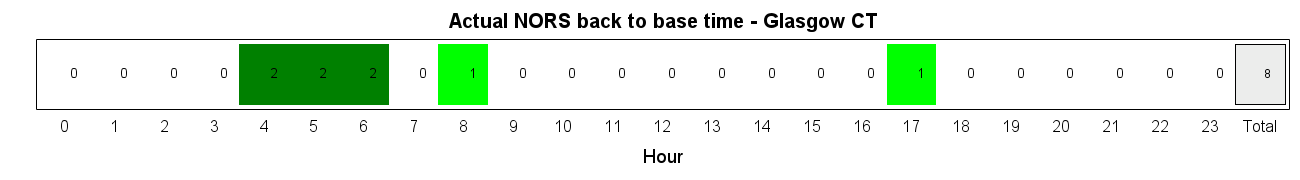 Actual NORS back to base time - Glasgow CT
0 0 0 0 2 2 2 0 1 0 0 0 0 0 0 0 0 1 0 0 0 0 0 0 8
0 1 2 3 4 5 6 7 8 9 10 11 12 13 14 15 16 17 18 19 20 21 22 23 Total
Hour